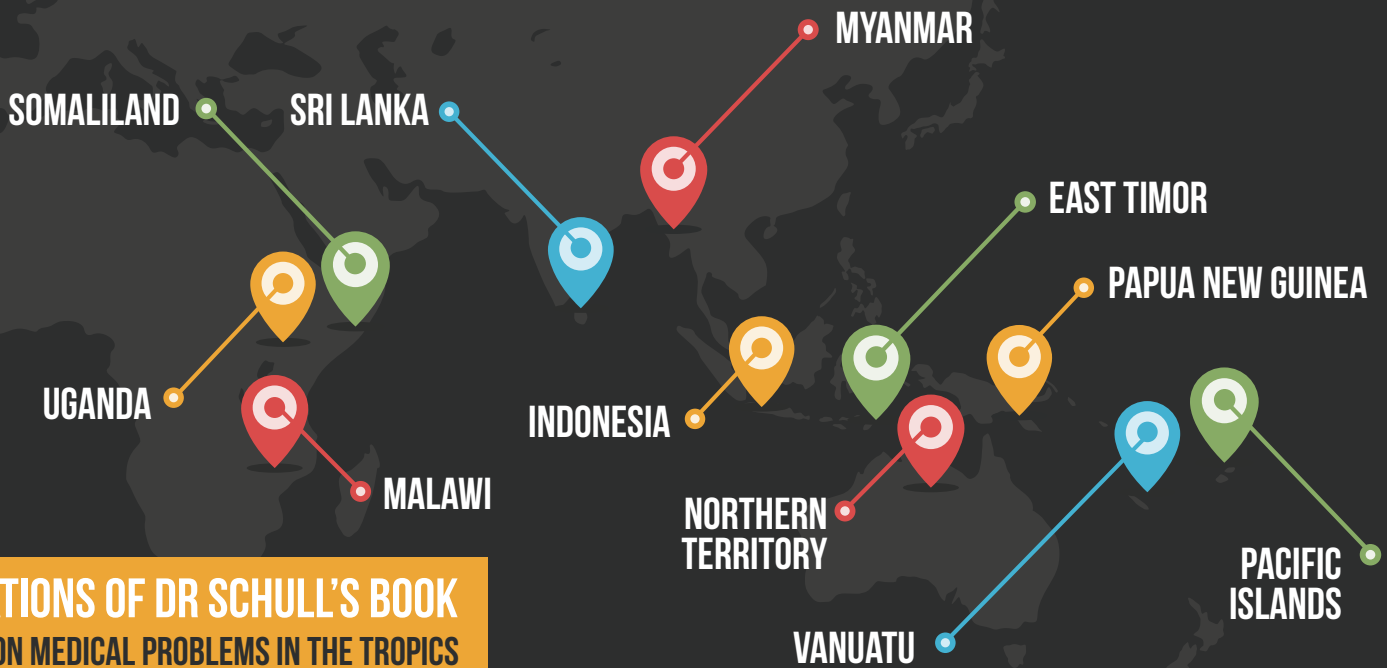 MYANMAR
SOMALILAND
SRI LANKA
EAST TIMOR
PAPUA NEW GUINEA
UGANDA
INDONESIA
MALAWI
NORTHERN
TERRITORY
PACIFIC
ISLANDS
VANUATU
TIONS OF DR SCHULL'S BOOK
ON MEDICAL PROBLEMS IN THE TROPICS